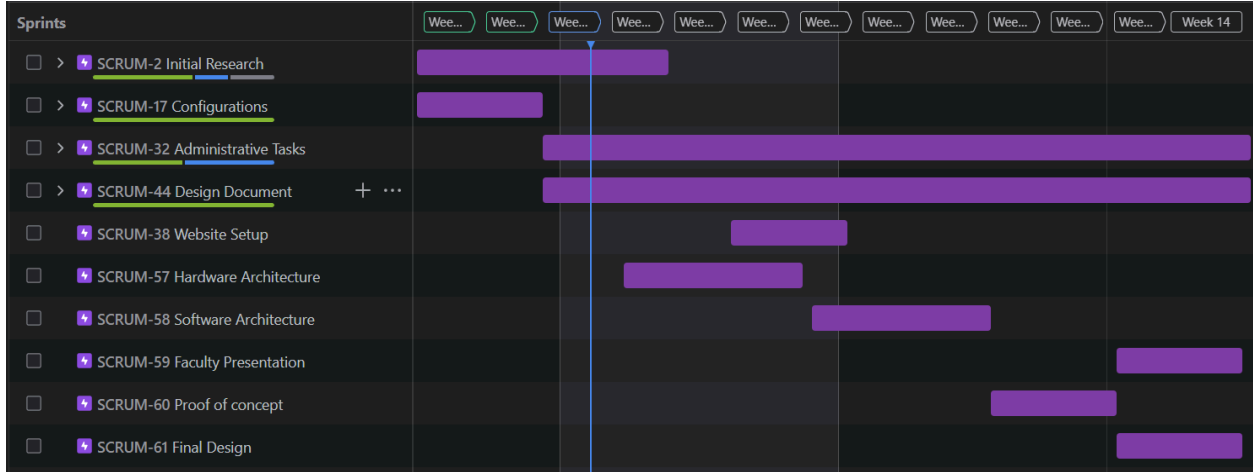 Sprints
Wee... Wee... Wee... Wee... Wee... Wee... Wee... Wee... Wee... Wee... Wee... Wee... Week 14
SCRUM-2 Initial Research
SCRUM-17 Configurations
SCRUM-32 Administrative Tasks
SCRUM-44 Design Document
SCRUM-38 Website Setup
SCRUM-57 Hardware Architecture
SCRUM-58 Software Architecture
SCRUM-59 Faculty Presentation
SCRUM-60 Proof of concept
SCRUM-61 Final Design